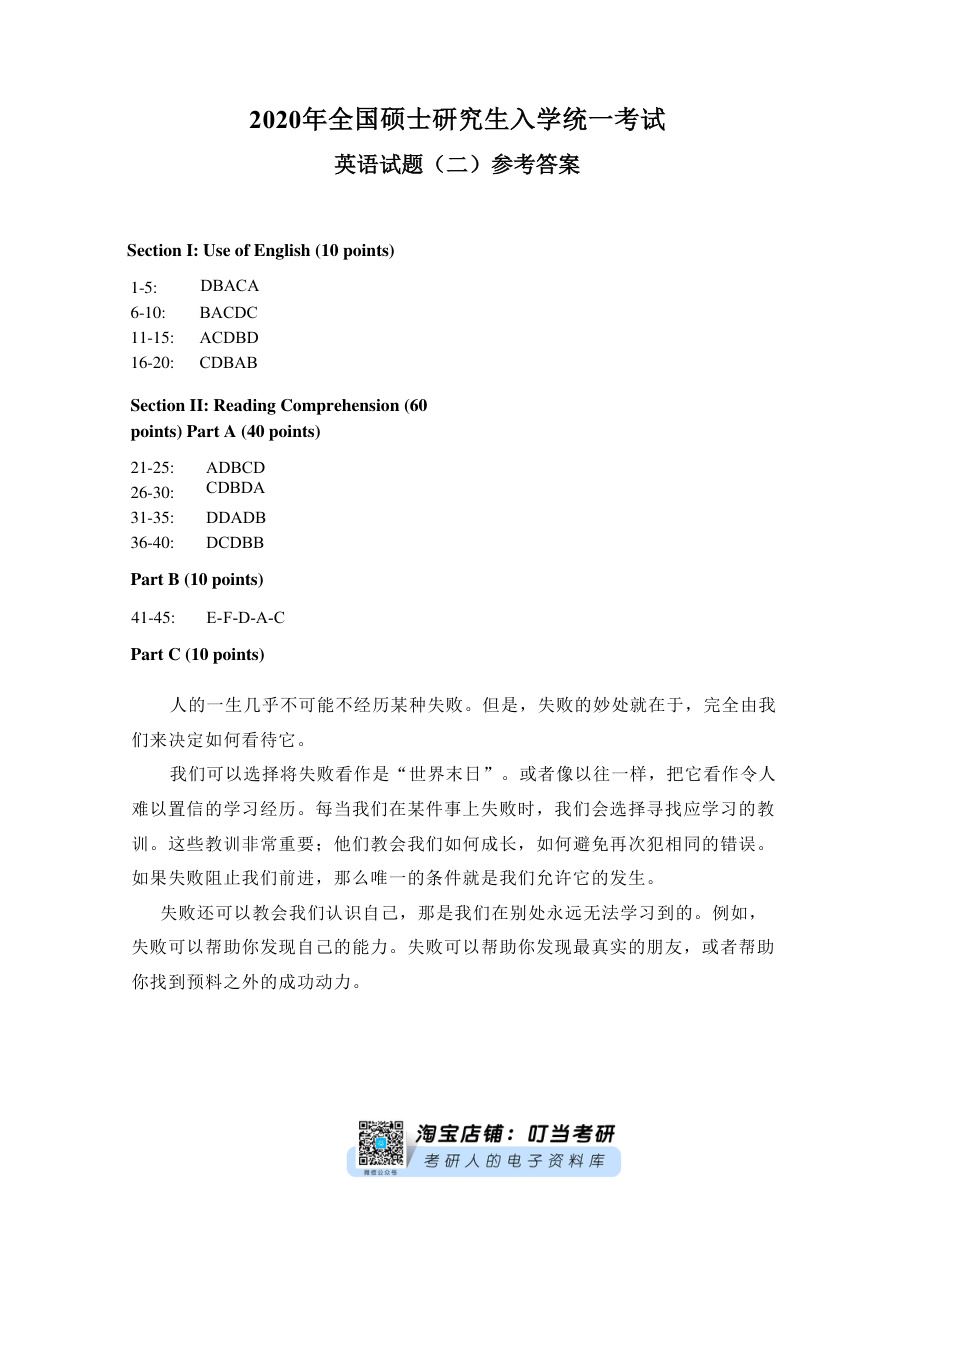 2020年全国硕士研究生入学统一考试
英语试题（二）参考答案
Section I: Use of English (10 points)
1-5: DBACA
6-10: BACDC
11-15: ACDBD
16-20: CDBAB
Section II: Reading Comprehension (60
points) Part A (40 points)
21-25: ADBCD
26-30: CDBDA
31-35: DDADB
36-40: DCDBB
Part B (10 points)
41-45: E-F-D-A-C
Part C (10 points)
人的一生几乎不可能不经历某种失败。但是，失败的妙处就在于，完全由我
们来决定如何看待它。
我们可以选择将失败看作是“世界末日”。或者像以往一样，把它看作令人
难以置信的学习经历。每当我们在某件事上失败时，我们会选择寻找应学习的教
训。这些教训非常重要；他们教会我们如何成长，如何避免再次犯相同的错误。
如果失败阻止我们前进，那么唯一的条件就是我们允许它的发生。
失败还可以教会我们认识自己，那是我们在别处永远无法学习到的。例如，
失败可以帮助你发现自己的能力。失败可以帮助你发现最真实的朋友，或者帮助
你找到预料之外的成功动力。
淘宝店铺：叮当考研
考研人的电子资料库
微信公众号